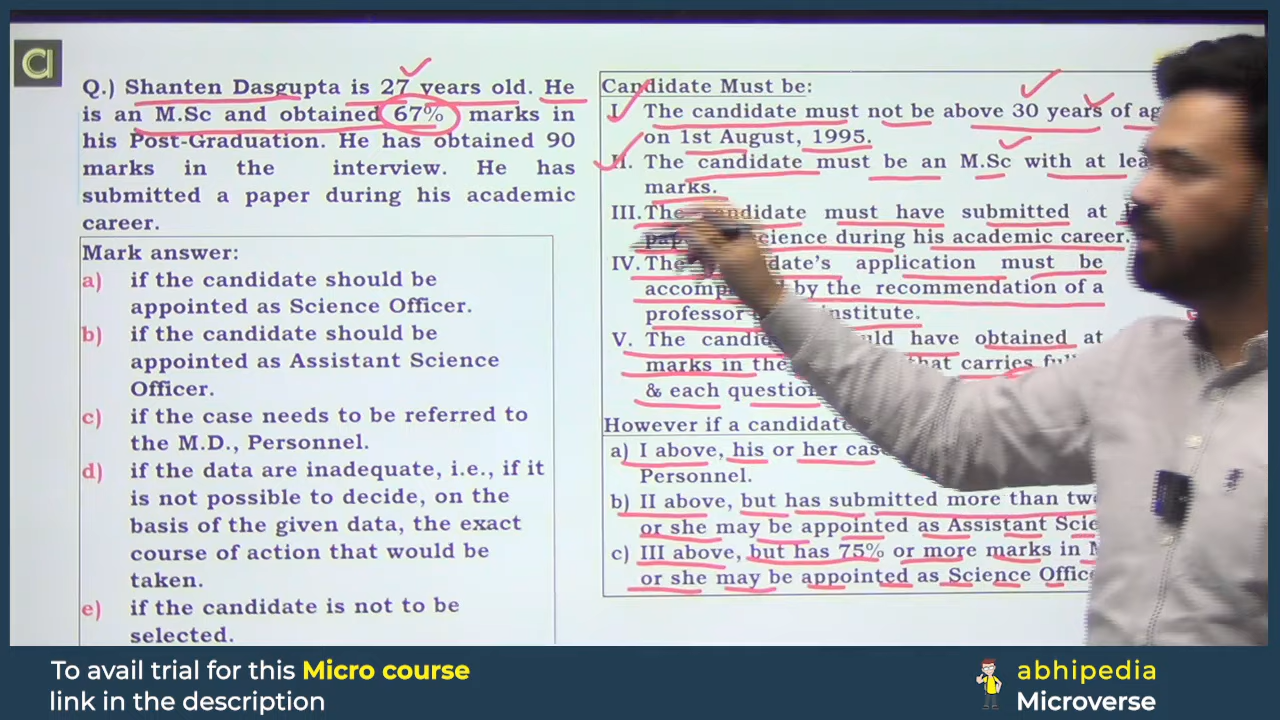 Q.) Shanten Dasgupta is 27 years old. He
is an M.Sc and obtained 67% marks in
his Post-Graduation. He has obtained 90
marks in the interview. He has
submitted a paper during his academic
career.
Mark answer:
a) if the candidate should be
appointed as Science Officer.
b) if the candidate should be
appointed as Assistant Science
Officer.
c) if the case needs to be referred to
the M.D., Personnel.
d) if the data are inadequate, i.e., if it
is not possible to decide, on the
basis of the given data, the exact
course of action that would be
taken.
e) if the candidate is not to be
selected.
Candidate Must be:
I. The candidate must not be above 30 years of
on 1st August, 1995.
II. The candidate must be an M.Sc with at
marks.
III. The candidate must have submitted at
during his academic career.
IV. The application must be
by the recommendation of a
professor institute.
V. The have obtained at
marks in the that carries
& each question
However if a candidate
a) I above, his or her
Personnel.
b) II above, but has submitted more than
or she may be appointed as Assistant
c) III above, but has 75% or more marks in
or she may be appointed as Science
To avail trial for this Micro course
link in the description
abhipedia
Microverse